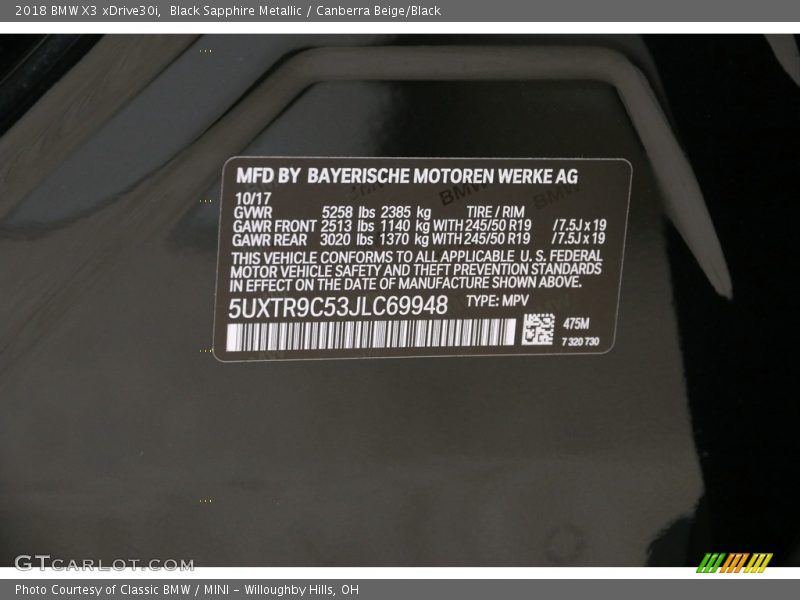 2018 BMW X3 xDrive30i, Black Sapphire Metallic / Canberra Beige/Black
MFD BY BAYERISCHE MOTOREN WERKE AG
10/17
GVWR 5258 lbs 2385 kg TIRE / RIM
GAWR FRONT 2513 lbs 1140 kg WITH 245/50 R19 /7.5J x 19
GAWR REAR 3020 lbs 1370 kg WITH 245/50 R19 /7.5J x 19
THIS VEHICLE CONFORMS TO ALL APPLICABLE U. S. FEDERAL
MOTOR VEHICLE SAFETY AND THEFT PREVENTION STANDARDS
IN EFFECT ON THE DATE OF MANUFACTURE SHOWN ABOVE.
5UXTR9C53JLC69948 TYPE: MPV
475M
7 320 730
GTcarlot.com
Photo Courtesy of Classic BMW / MINI - Willoughby Hills, OH